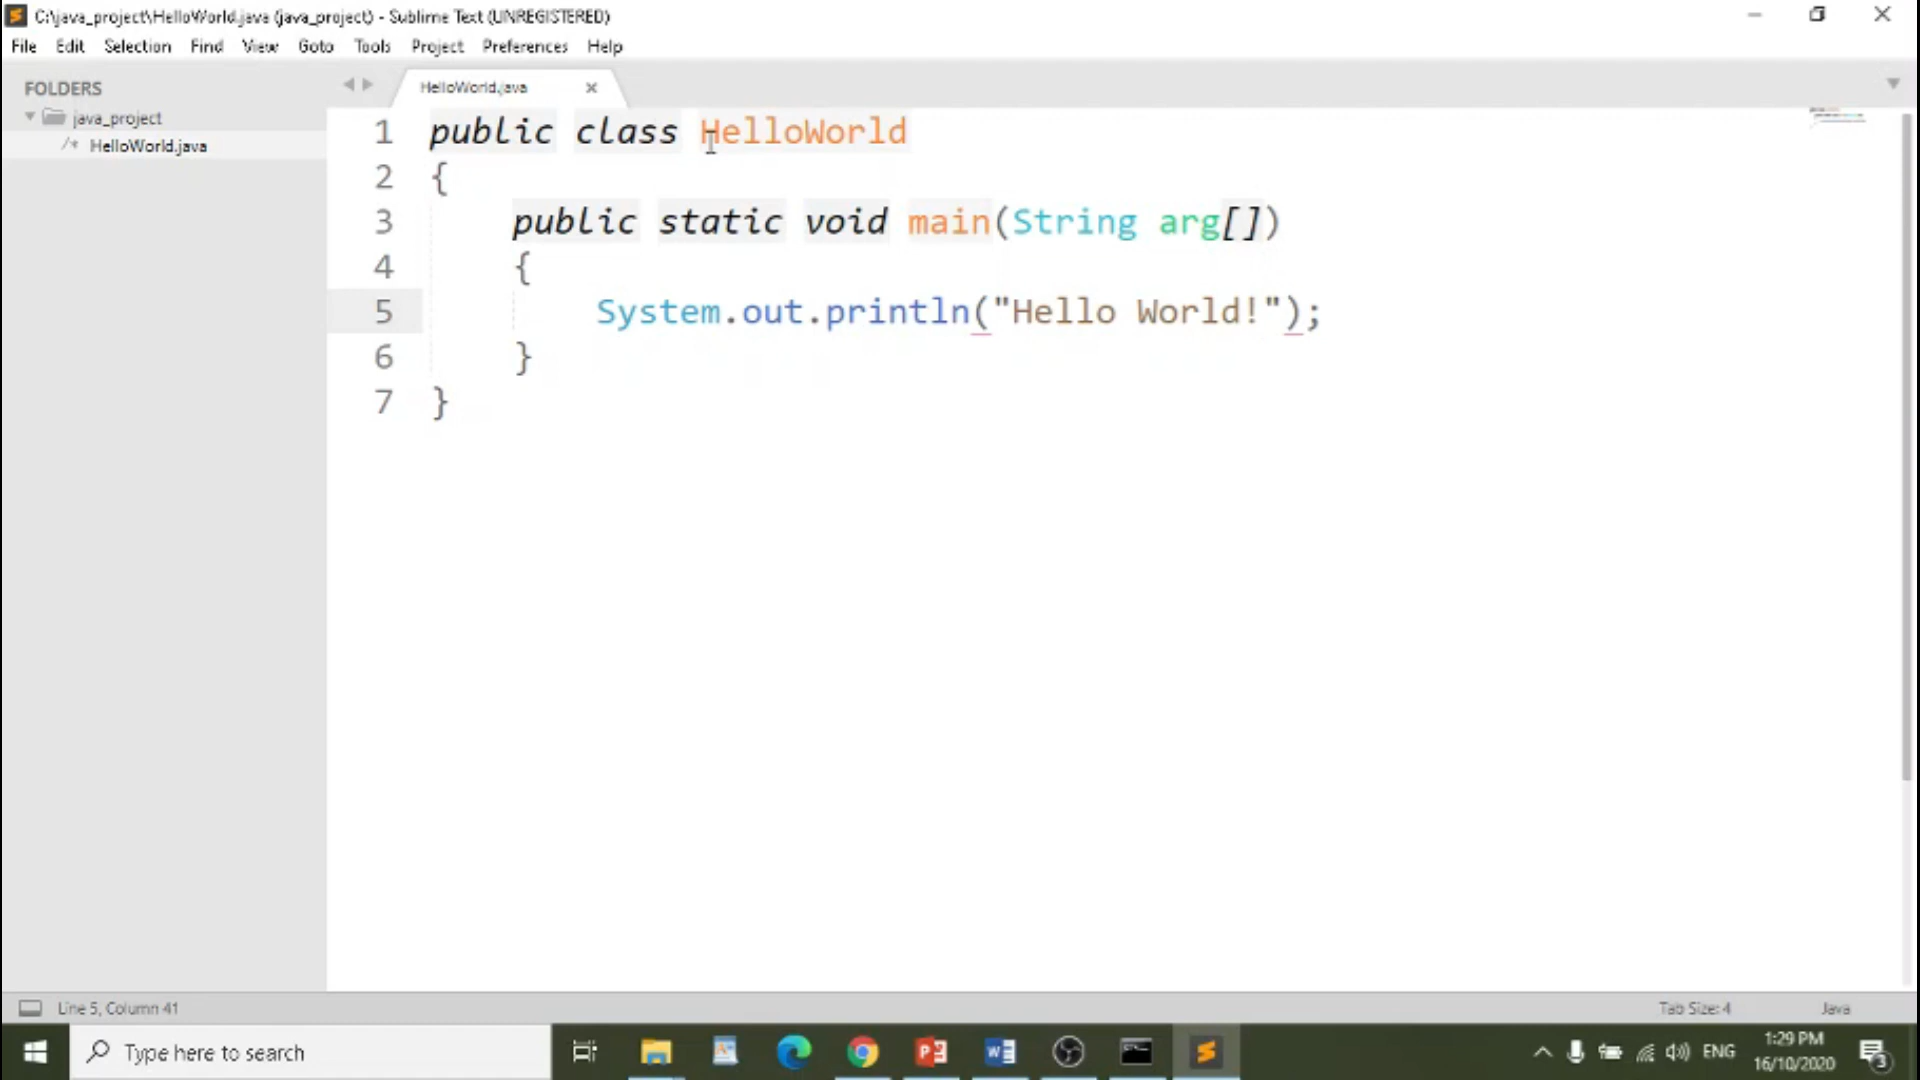 C:\java_project\HelloWorld.java (java_project) - Sublime Text (UNREGISTERED)
File Edit Selection Find View Goto Tools Project Preferences Help
FOLDERS
java_project
/* HelloWorld.java
HelloWorld.java
1 public class HelloWorld
2 {
3     public static void main(String arg[])
4     {
5         System.out.println("Hello World!");
6     }
7 }
Line 5, Column 41
Tab Size: 4
Java
Type here to search
ENG
1:29 PM
16/10/2020
3